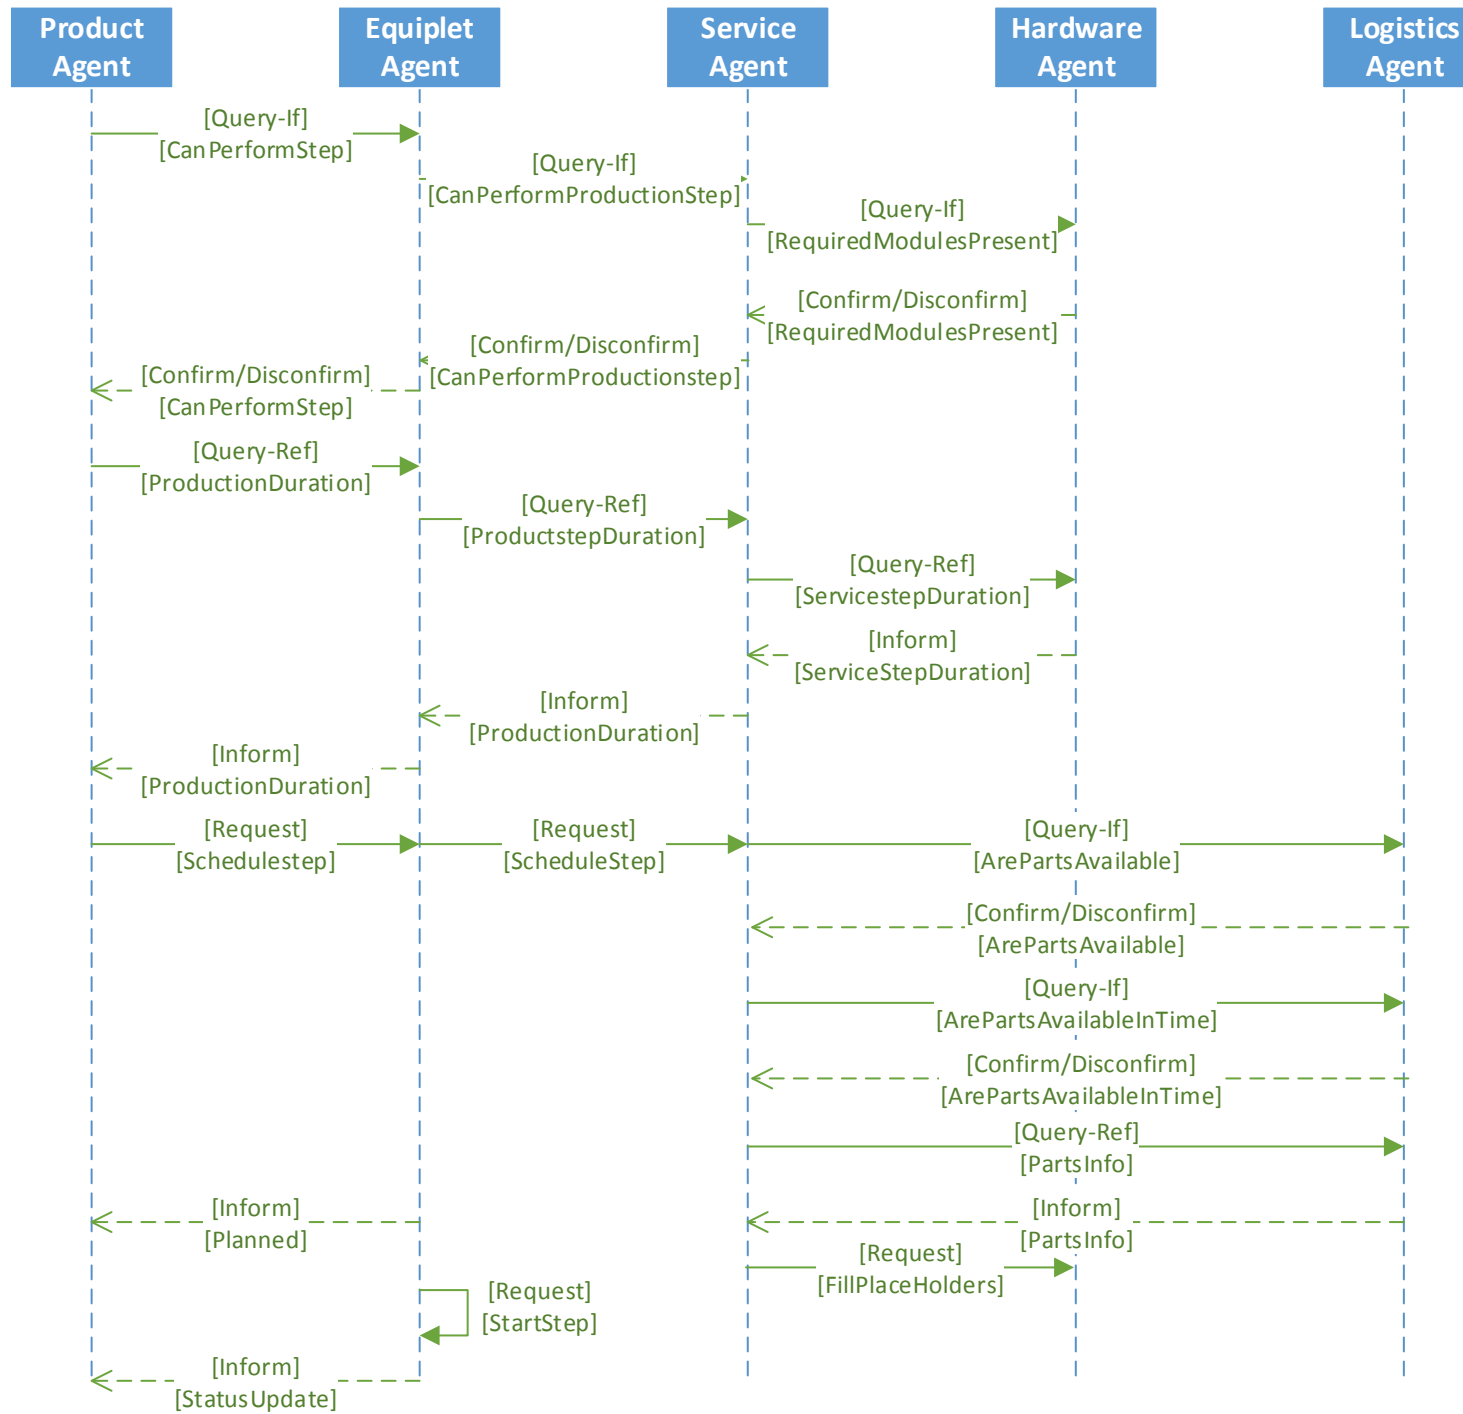 Product
Agent
Equiplet
Agent
Service
Agent
Hardware
Agent
Logistics
Agent
[Query-If]
[CanPerformStep]
[Query-If]
[CanPerformProductionStep]
[Query-If]
[RequiredModulesPresent]
[Confirm/Disconfirm]
[RequiredModulesPresent]
[Confirm/Disconfirm]
[CanPerformProductionstep]
[Confirm/Disconfirm]
[CanPerformStep]
[Query-Ref]
[ProductionDuration]
[Query-Ref]
[ProductstepDuration]
[Query-Ref]
[ServicestepDuration]
[Inform]
[ServiceStepDuration]
[Inform]
[ProductionDuration]
[Inform]
[ProductionDuration]
[Request]
[Schedulestep]
[Request]
[ScheduleStep]
[Query-If]
[ArePartsAvailable]
[Confirm/Disconfirm]
[ArePartsAvailable]
[Query-If]
[ArePartsAvailableInTime]
[Confirm/Disconfirm]
[ArePartsAvailableInTime]
[Query-Ref]
[PartsInfo]
[Inform]
[Planned]
[Inform]
[PartsInfo]
[Request]
[FillPlaceHolders]
[Request]
[StartStep]
[Inform]
[StatusUpdate]